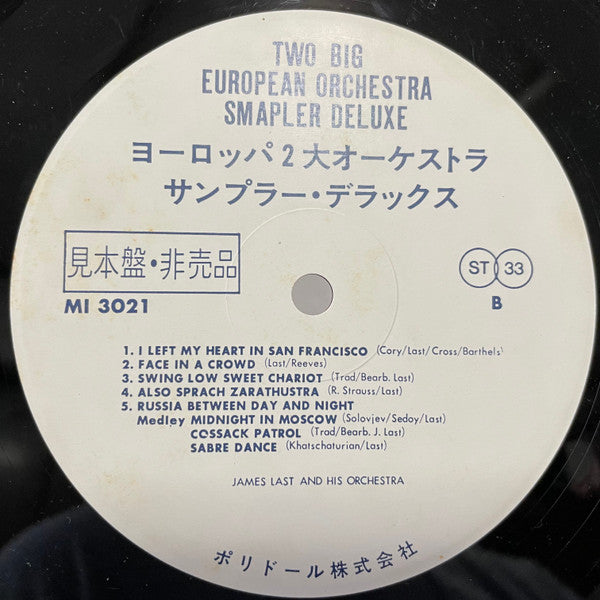 TWO BIG
EUROPEAN ORCHESTRA
SMAPLER DELUXE
ヨーロッパ2大オーケストラ
サンプラー・デラックス
見本盤・非売品
MI 3021
ST 33
B
1. I LEFT MY HEART IN SAN FRANCISCO (Cory/Last/Cross/Barthels)
2. FACE IN A CROWD (Last/Reeves)
3. SWING LOW SWEET CHARIOT (Trad/Bearb. Last)
4. ALSO SPRACH ZARATHUSTRA (R. Strauss/Last)
5. RUSSIA BETWEEN DAY AND NIGHT
Medley MIDNIGHT IN MOSCOW (Solovjev/Sedoy/Last)
COSSACK PATROL (Trad/Bearb. J. Last)
SABRE DANCE (Khatschaturian/Last)
JAMES LAST AND HIS ORCHESTRA
ポリドール株式会社